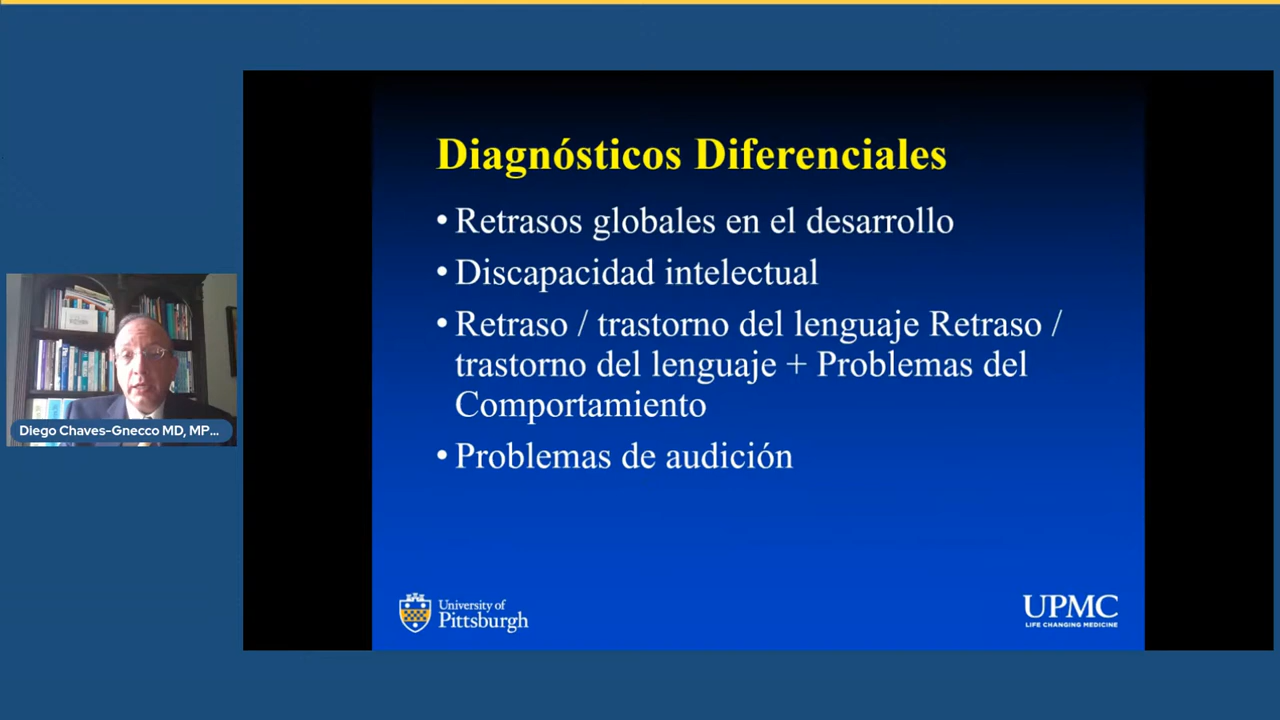 Diagnósticos Diferenciales
• Retrasos globales en el desarrollo
• Discapacidad intelectual
• Retraso / trastorno del lenguaje Retraso /
trastorno del lenguaje + Problemas del
Comportamiento
• Problemas de audición
Diego Chaves-Gnecco MD, MP...
University of
Pittsburgh
UPMC
LIFE CHANGING MEDICINE